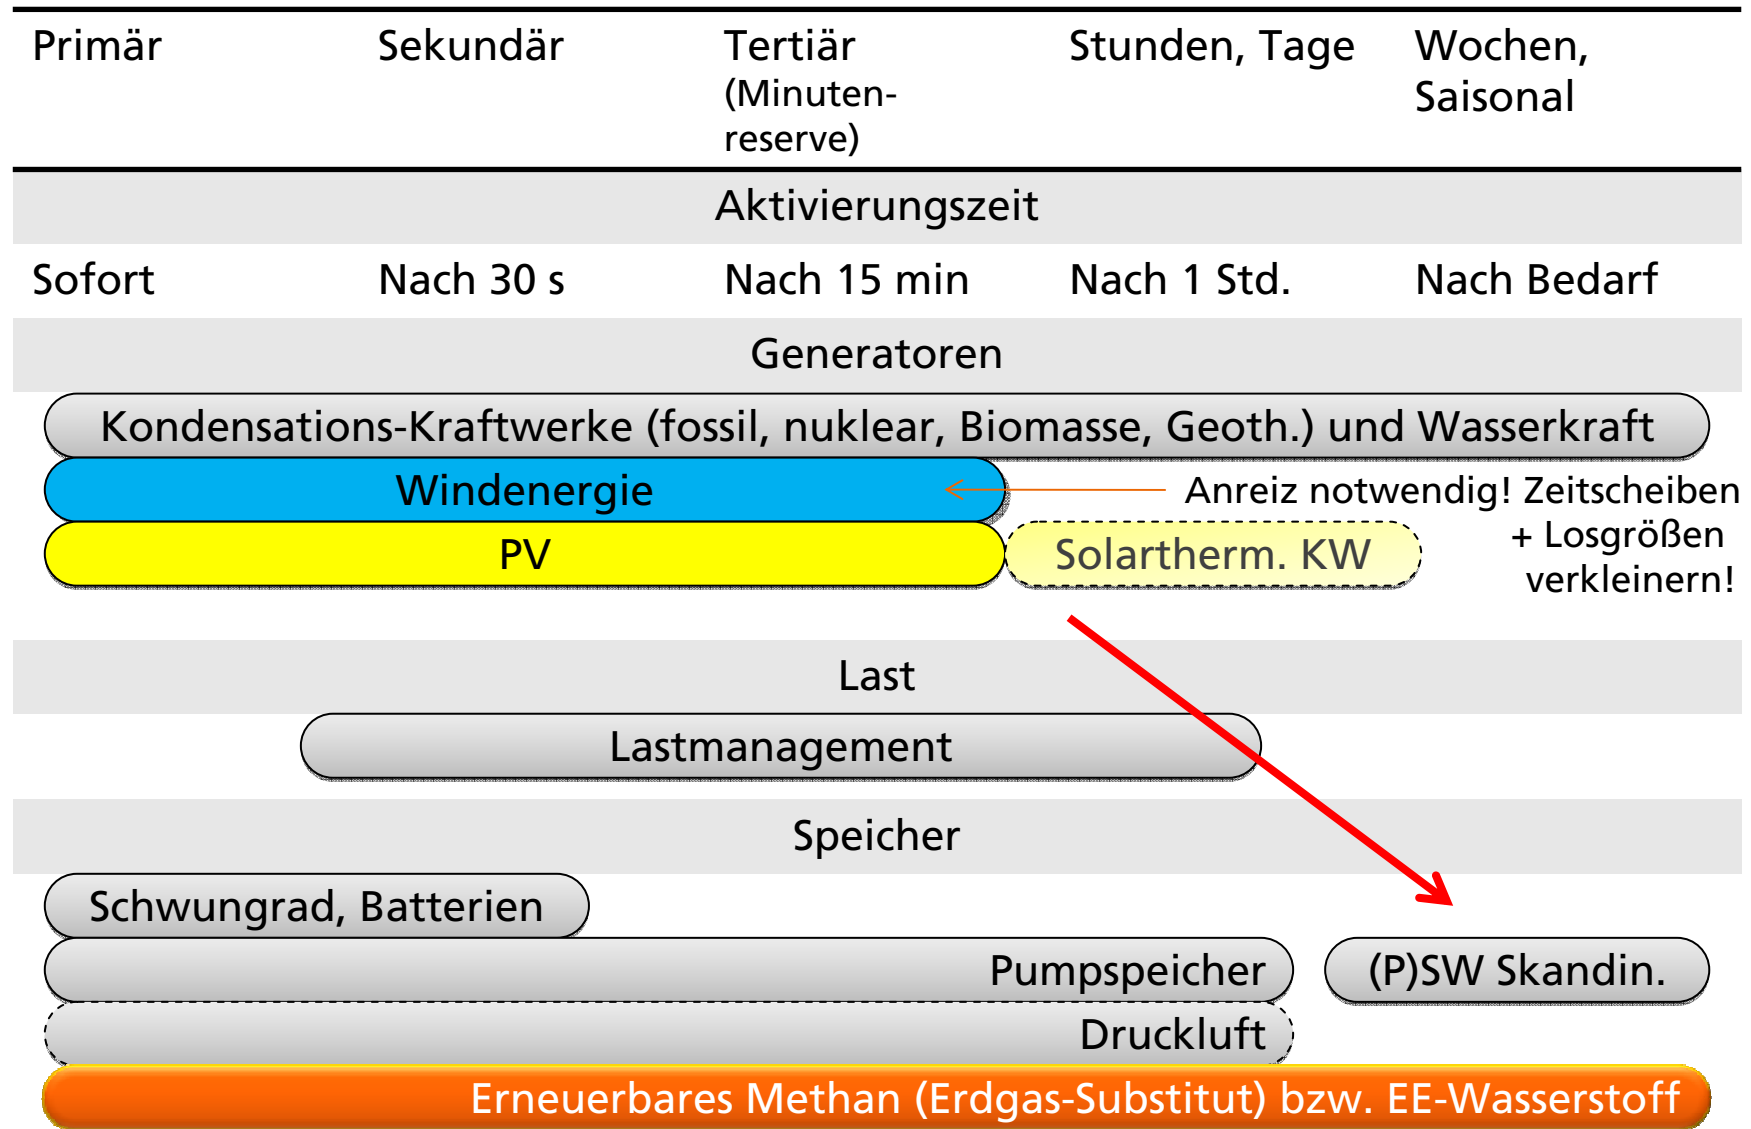 Primär
Sekundär
Tertiär
(Minuten-
reserve)
Stunden, Tage
Wochen,
Saisonal
Aktivierungszeit
Sofort
Nach 30 s
Nach 15 min
Nach 1 Std.
Nach Bedarf
Generatoren
Kondensations-Kraftwerke (fossil, nuklear, Biomasse, Geoth.) und Wasserkraft
Windenergie
Anreiz notwendig! Zeitscheiben
+ Losgrößen
verkleinern!
PV
Solartherm. KW
Last
Lastmanagement
Speicher
Schwungrad, Batterien
Pumpspeicher
(P)SW Skandin.
Druckluft
Erneuerbares Methan (Erdgas-Substitut) bzw. EE-Wasserstoff